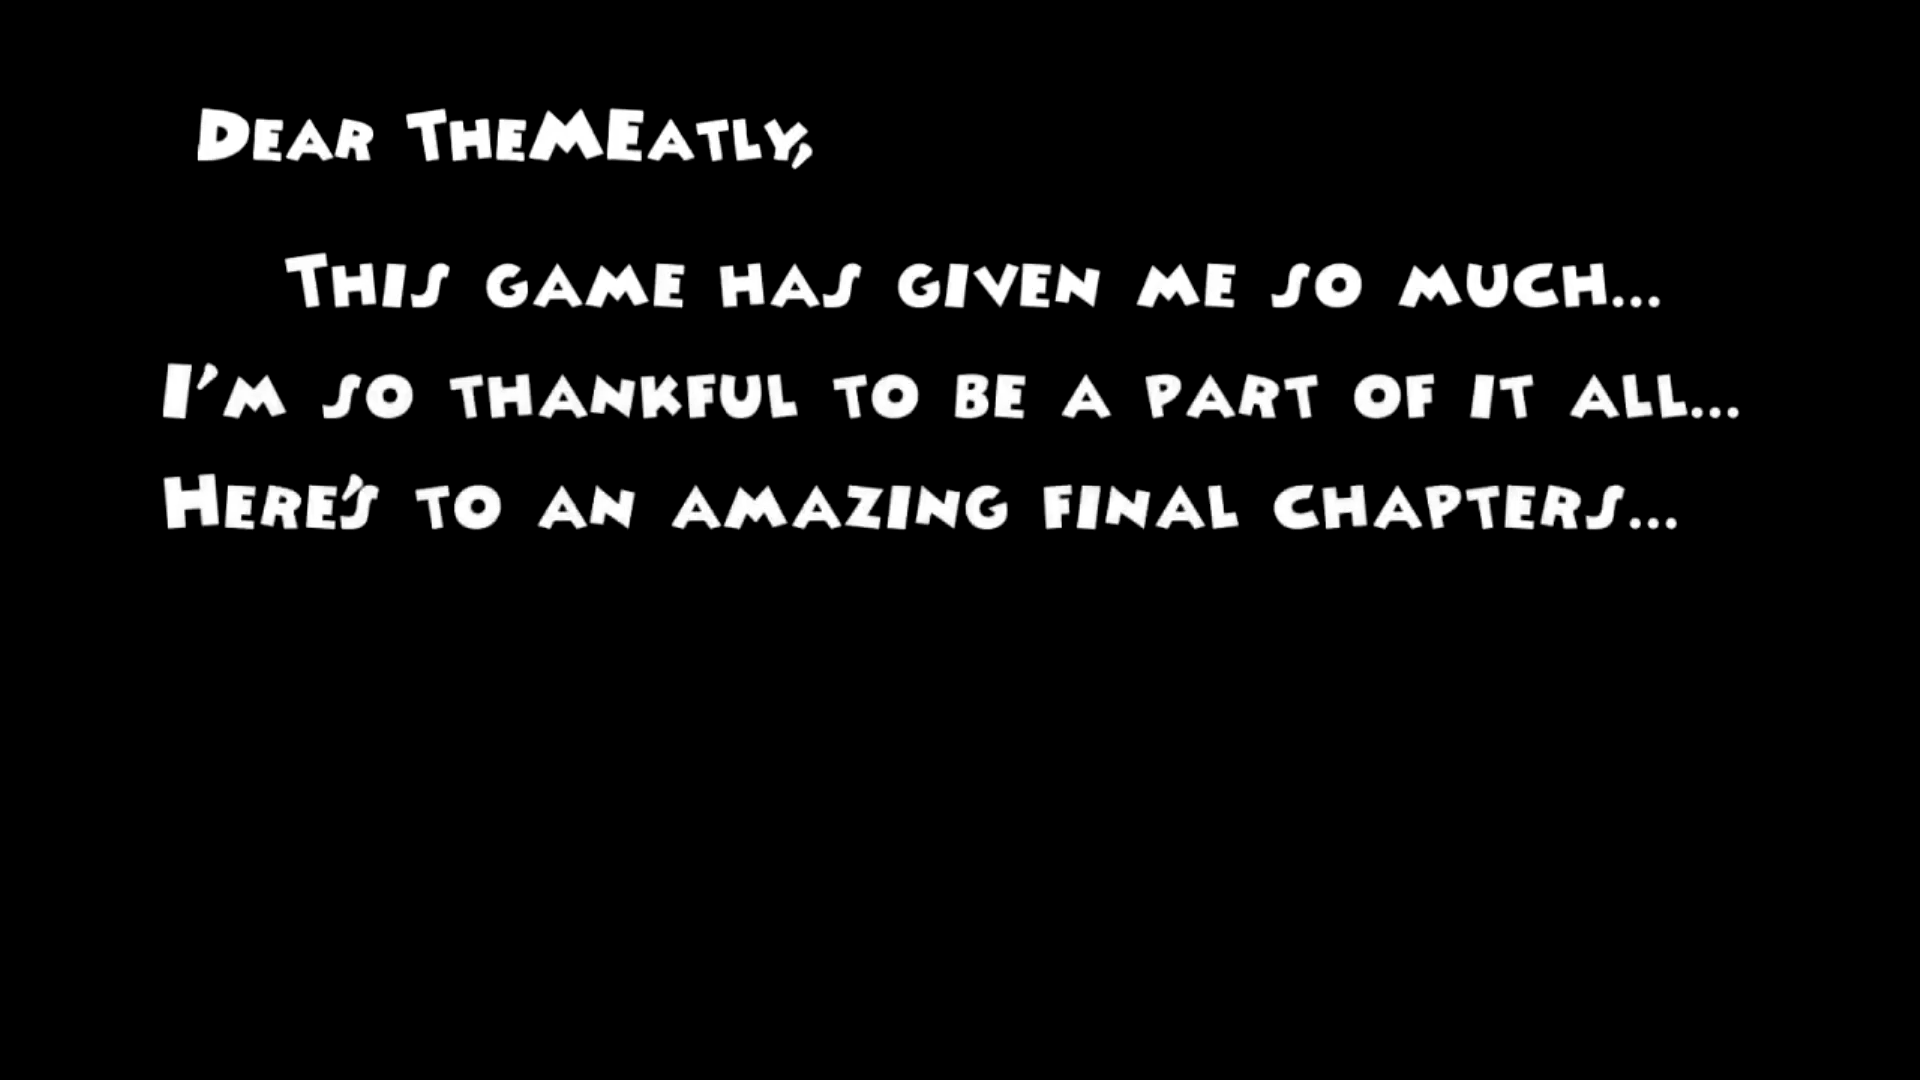 Dear TheMEatly,
This game has given me so much...
I'm so thankful to be a part of it all...
Here's to an amazing final chapters...